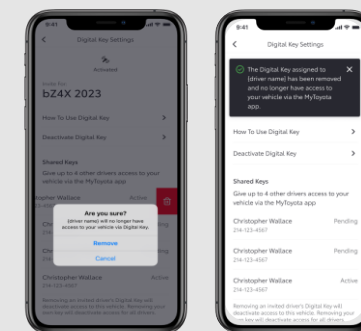 9:41
Digital Key Settings
Activated
bZ4X 2023
How To Use Digital Key
Deactivate Digital Key
Shared Keys
Give up to 4 other drivers access to your
vehicle via the MyToyota app
Wallace
Active
Are you sure?
[driver name] will no longer have
access to your vehicle via Digital Key.
Remove
Cancel
Christopher Wallace
Active
214-123-4567
Removing an invited driver's Digital Key will
deactivate access to this vehicle. Removing your
own key will deactivate access for all drivers.
9:41
Digital Key Settings
The Digital Key assigned to
[driver name] has been removed
and no longer have access to
your vehicle via the MyToyota
app.
How To Use Digital Key
Deactivate Digital Key
Shared Keys
Give up to 4 other drivers access to your
vehicle via the MyToyota app
Christopher Wallace
Pending
214-123-4567
Christopher Wallace
Pending
214-123-4567
Christopher Wallace
Active
214-123-4567
Removing an invited driver's Digital Key will
deactivate access to this vehicle. Removing your
own key will deactivate access for all drivers